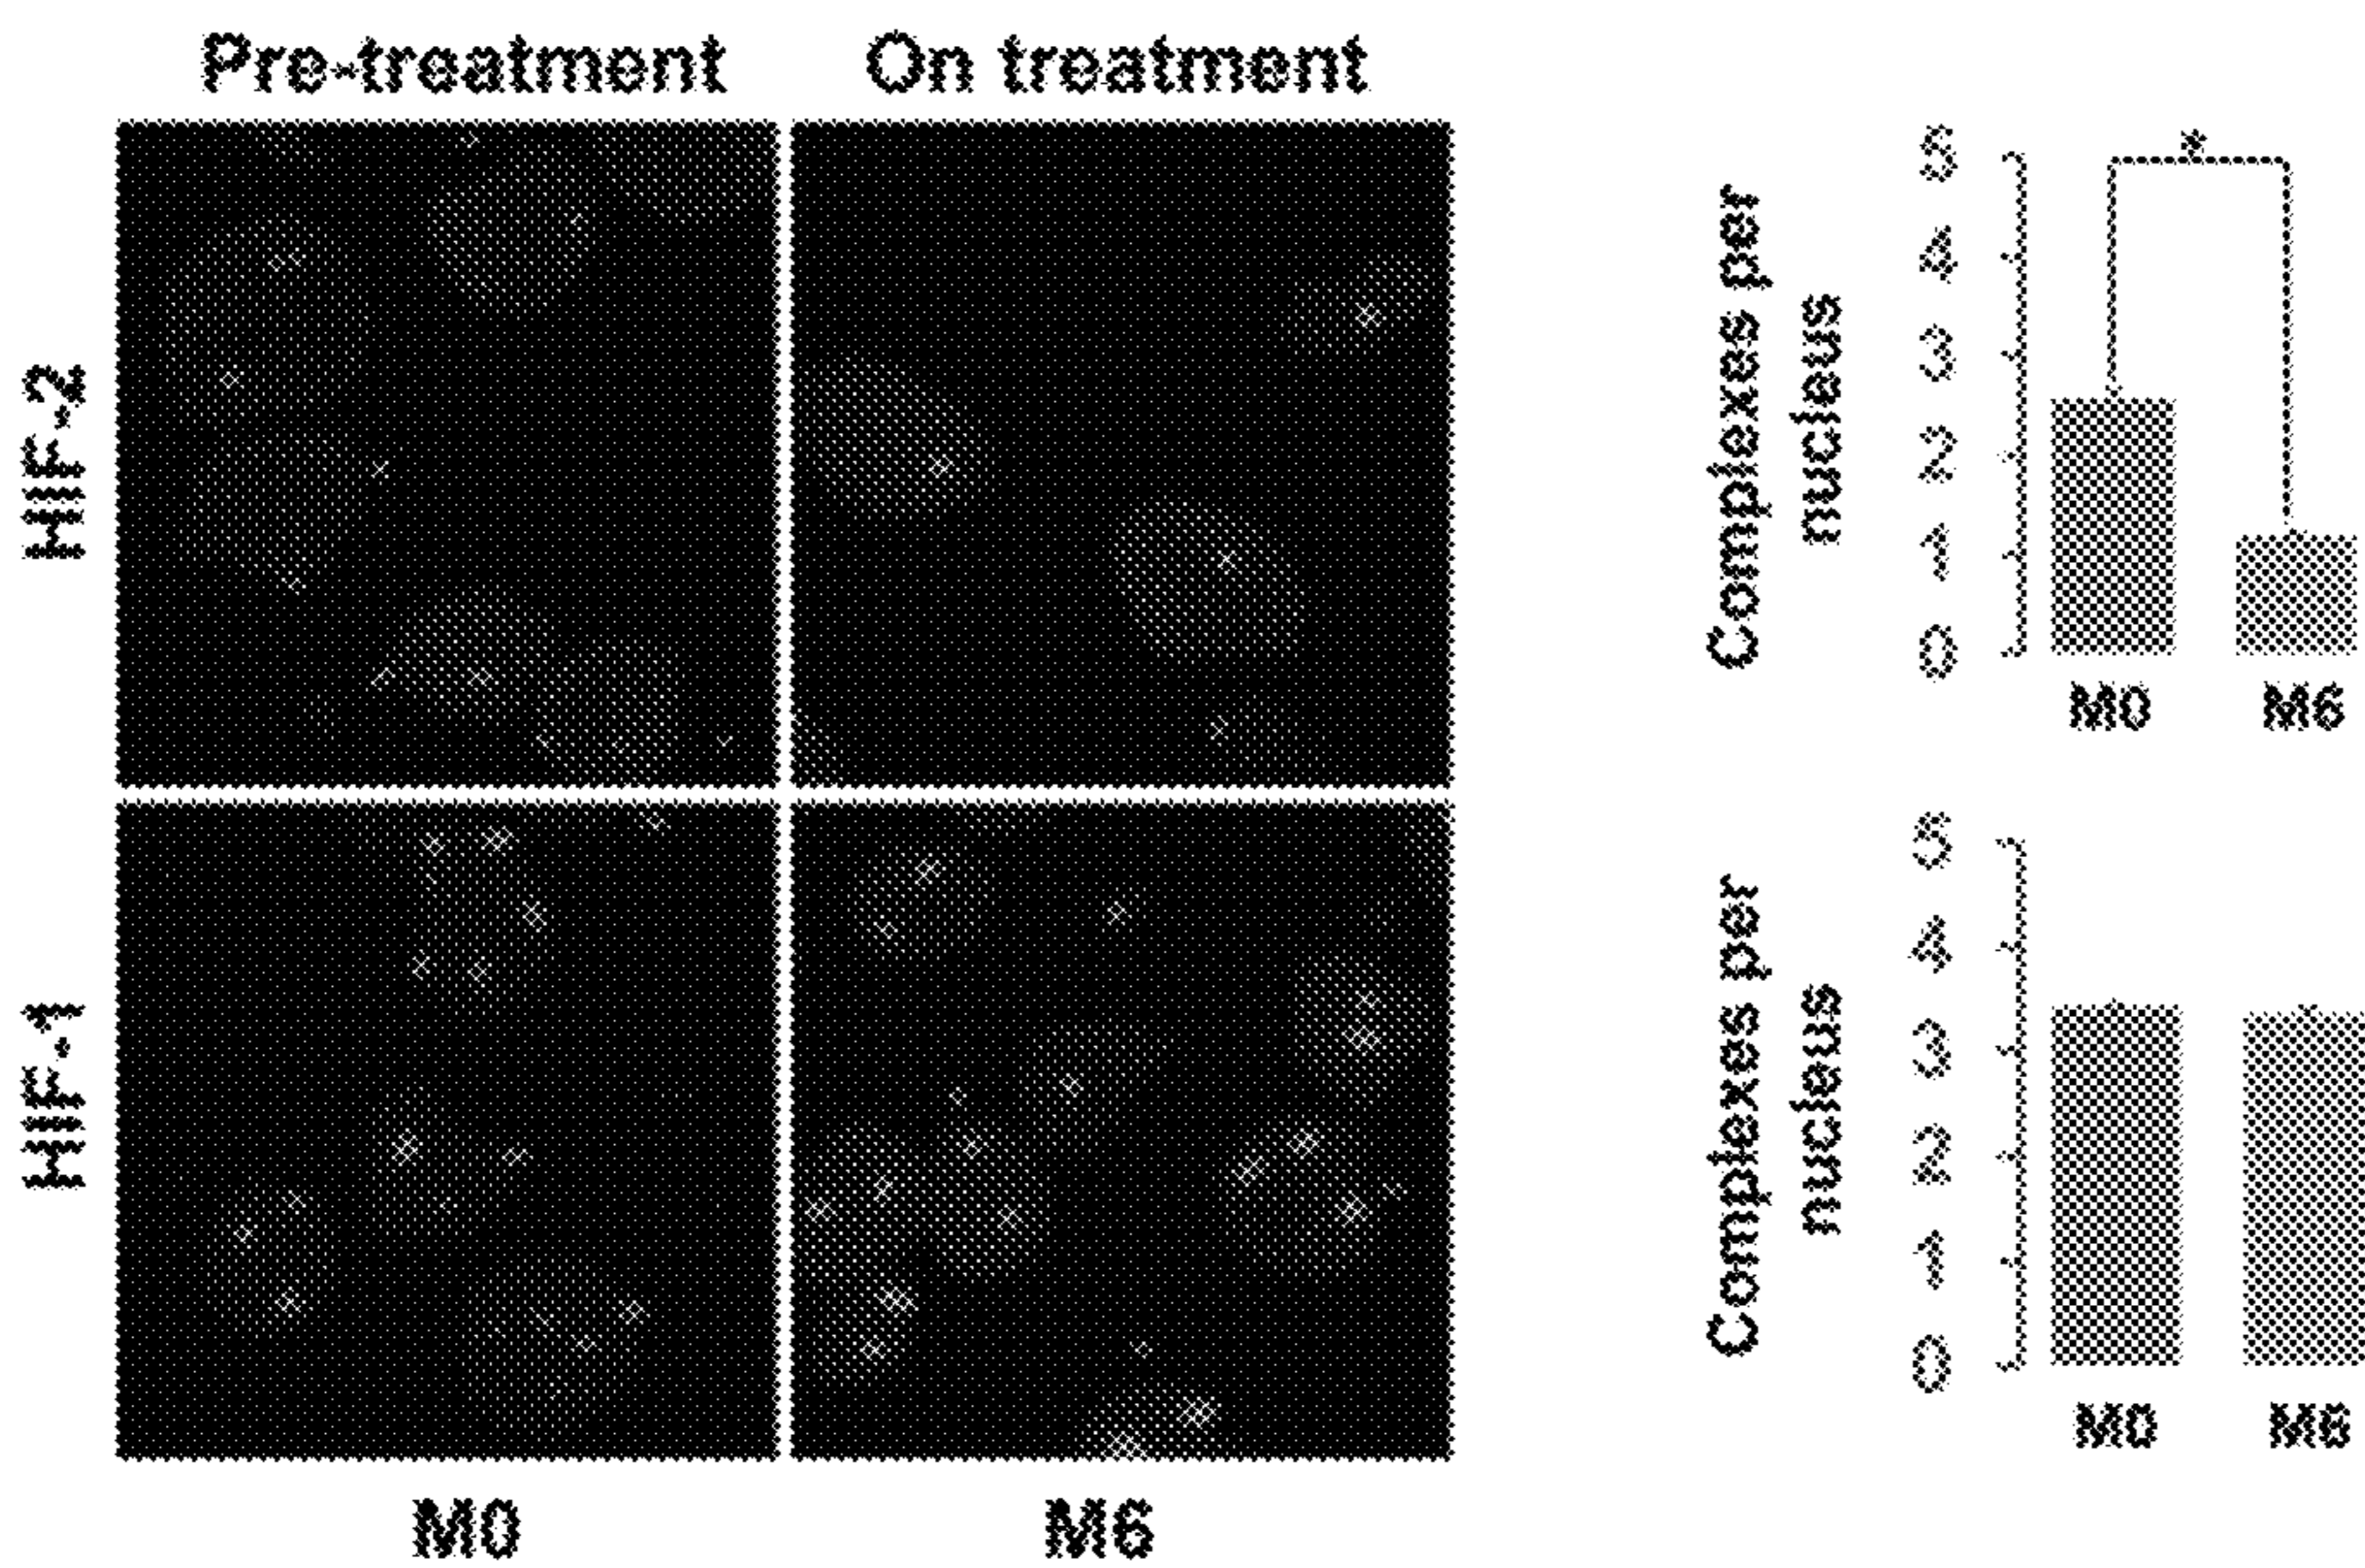 Pre-treatment
On treatment
HIF-2
HIF-1
M0
M6
Complexes per
nucleus
5
4
3
2
1
0
*
M0
M6
Complexes per
nucleus
5
4
3
2
1
0
M0
M6